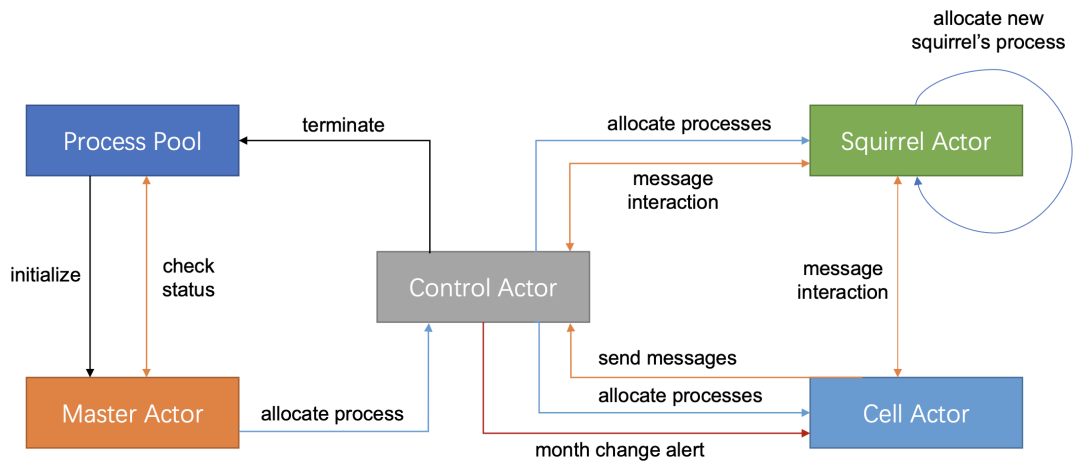 allocate new
squirrel's process
Process Pool
terminate
allocate processes
Squirrel Actor
message
interaction
initialize
check
status
Control Actor
message
interaction
send messages
Master Actor
allocate process
allocate processes
Cell Actor
month change alert